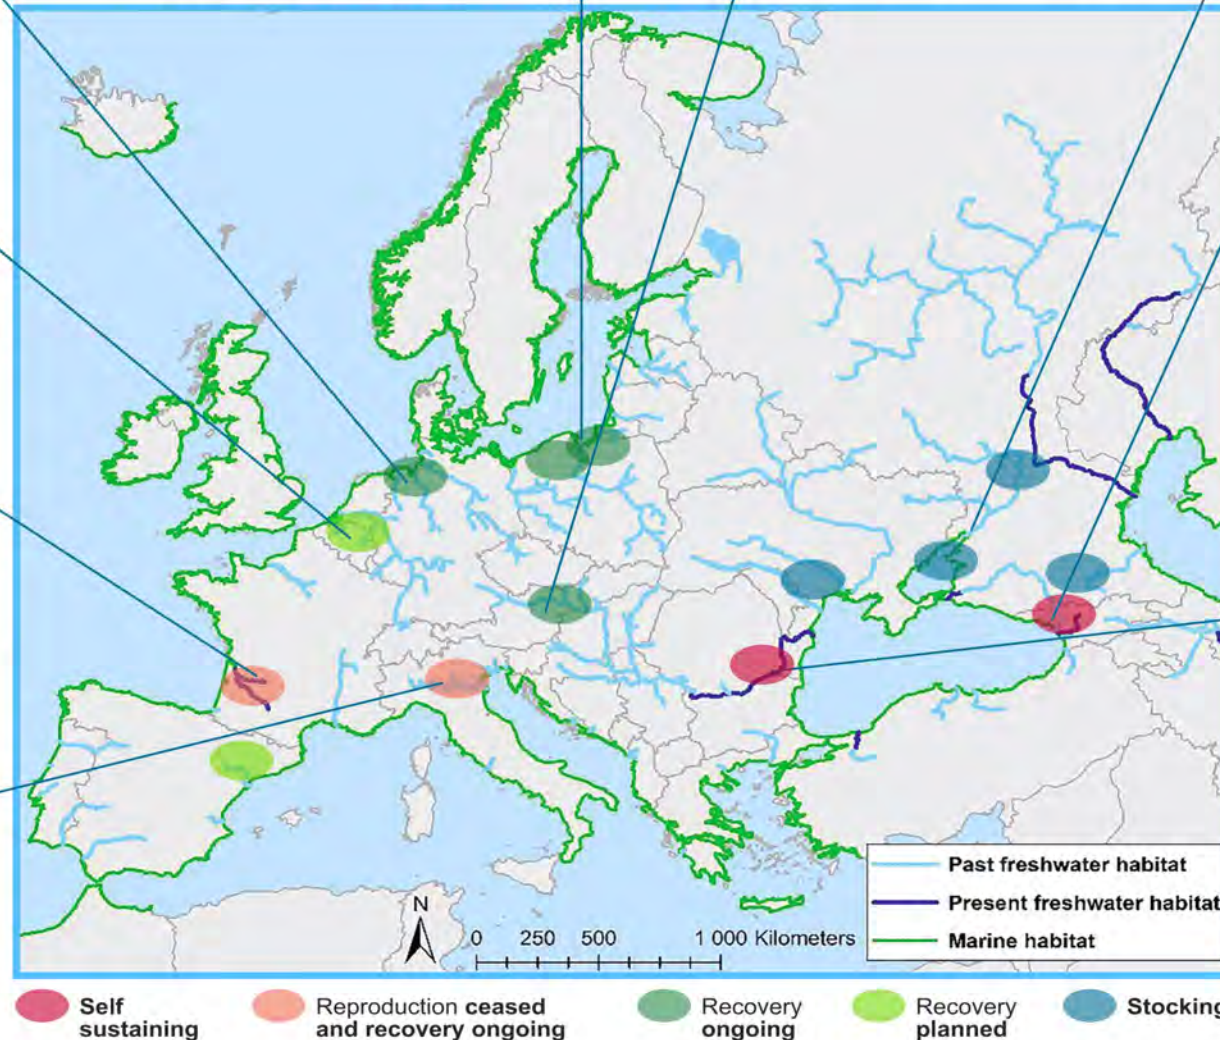 Past freshwater habitat
Present freshwater habitat
Marine habitat
N
0 250 500 1 000 Kilometers
Self sustaining
Reproduction ceased and recovery ongoing
Recovery ongoing
Recovery planned
Stocking